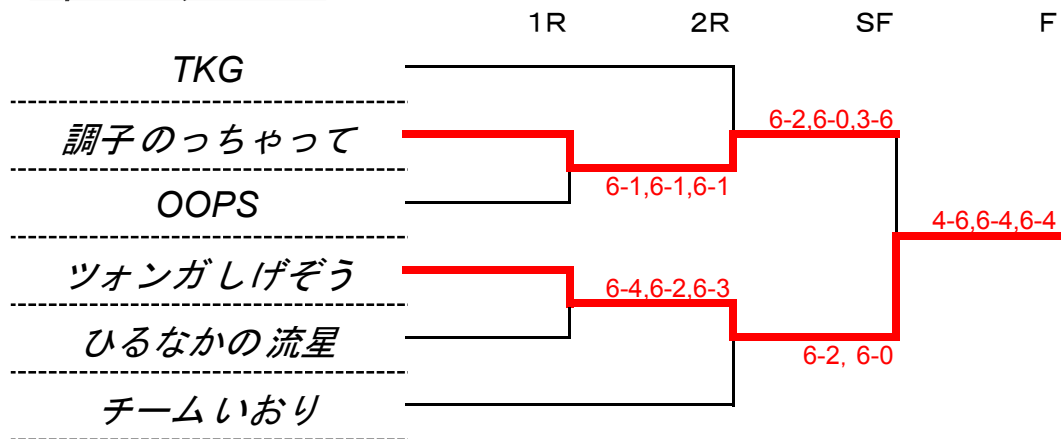 1R 2R SF F
TKG
6-2,6-0,3-6
調子のっちゃって
6-1,6-1,6-1
OOPS
4-6,6-4,6-4
ツォンガしげぞう
6-4,6-2,6-3
ひるなかの流星
6-2, 6-0
チームいおり